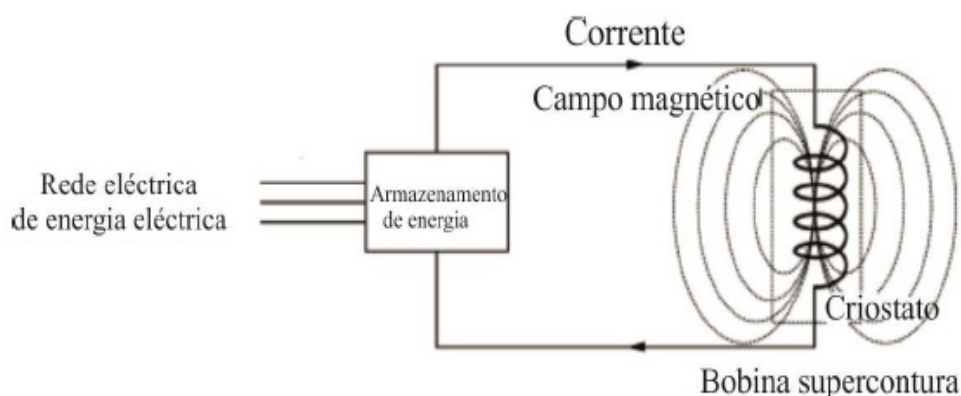 Corrente
Campo magnético
Rede eléctrica
de energia eléctrica
Armazenamento
de energia
Criostato
Bobina supercontura